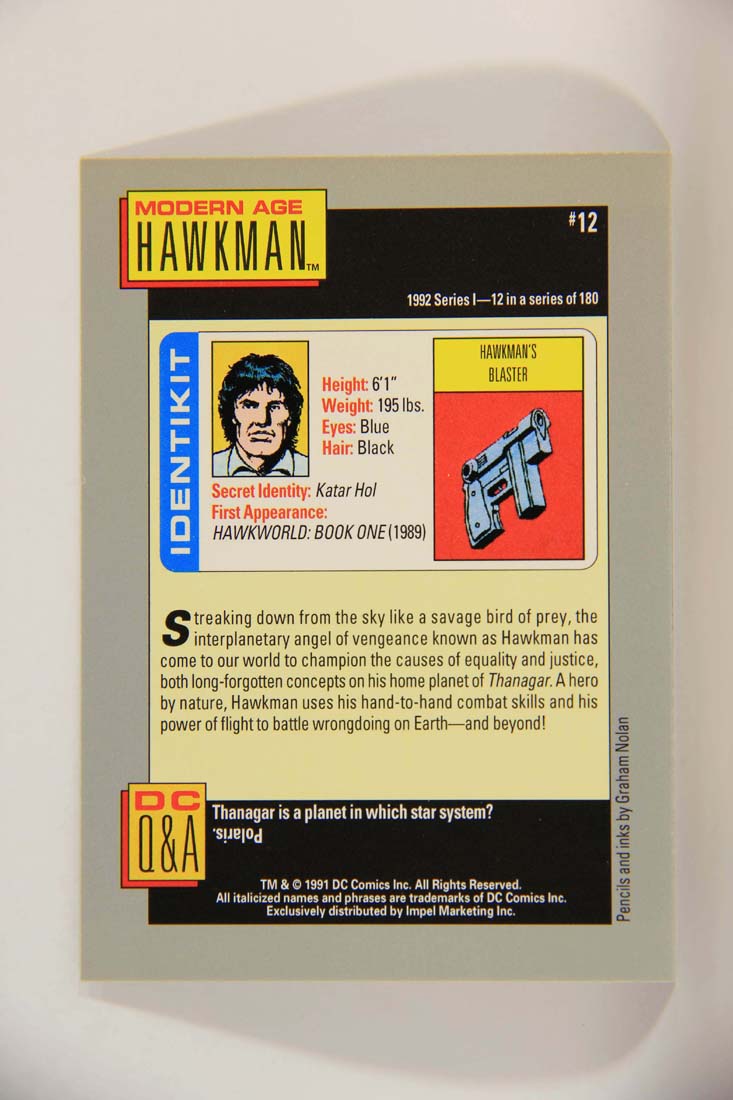 MODERN AGE
HAWKMAN™
#12
1992 Series I—12 in a series of 180
IDENTIKIT
Height: 6'1"
Weight: 195 lbs.
Eyes: Blue
Hair: Black
Secret Identity: Katar Hol
First Appearance:
HAWKWORLD: BOOK ONE (1989)
HAWKMAN'S
BLASTER
Streaking down from the sky like a savage bird of prey, the
interplanetary angel of vengeance known as Hawkman has
come to our world to champion the causes of equality and justice,
both long-forgotten concepts on his home planet of Thanagar. A hero
by nature, Hawkman uses his hand-to-hand combat skills and his
power of flight to battle wrongdoing on Earth—and beyond!
Pencils and inks by Graham Nolan
DC
Q&A
Thanagar is a planet in which star system?
Polaris.
TM & © 1991 DC Comics Inc. All Rights Reserved.
All italicized names and phrases are trademarks of DC Comics Inc.
Exclusively distributed by Impel Marketing Inc.